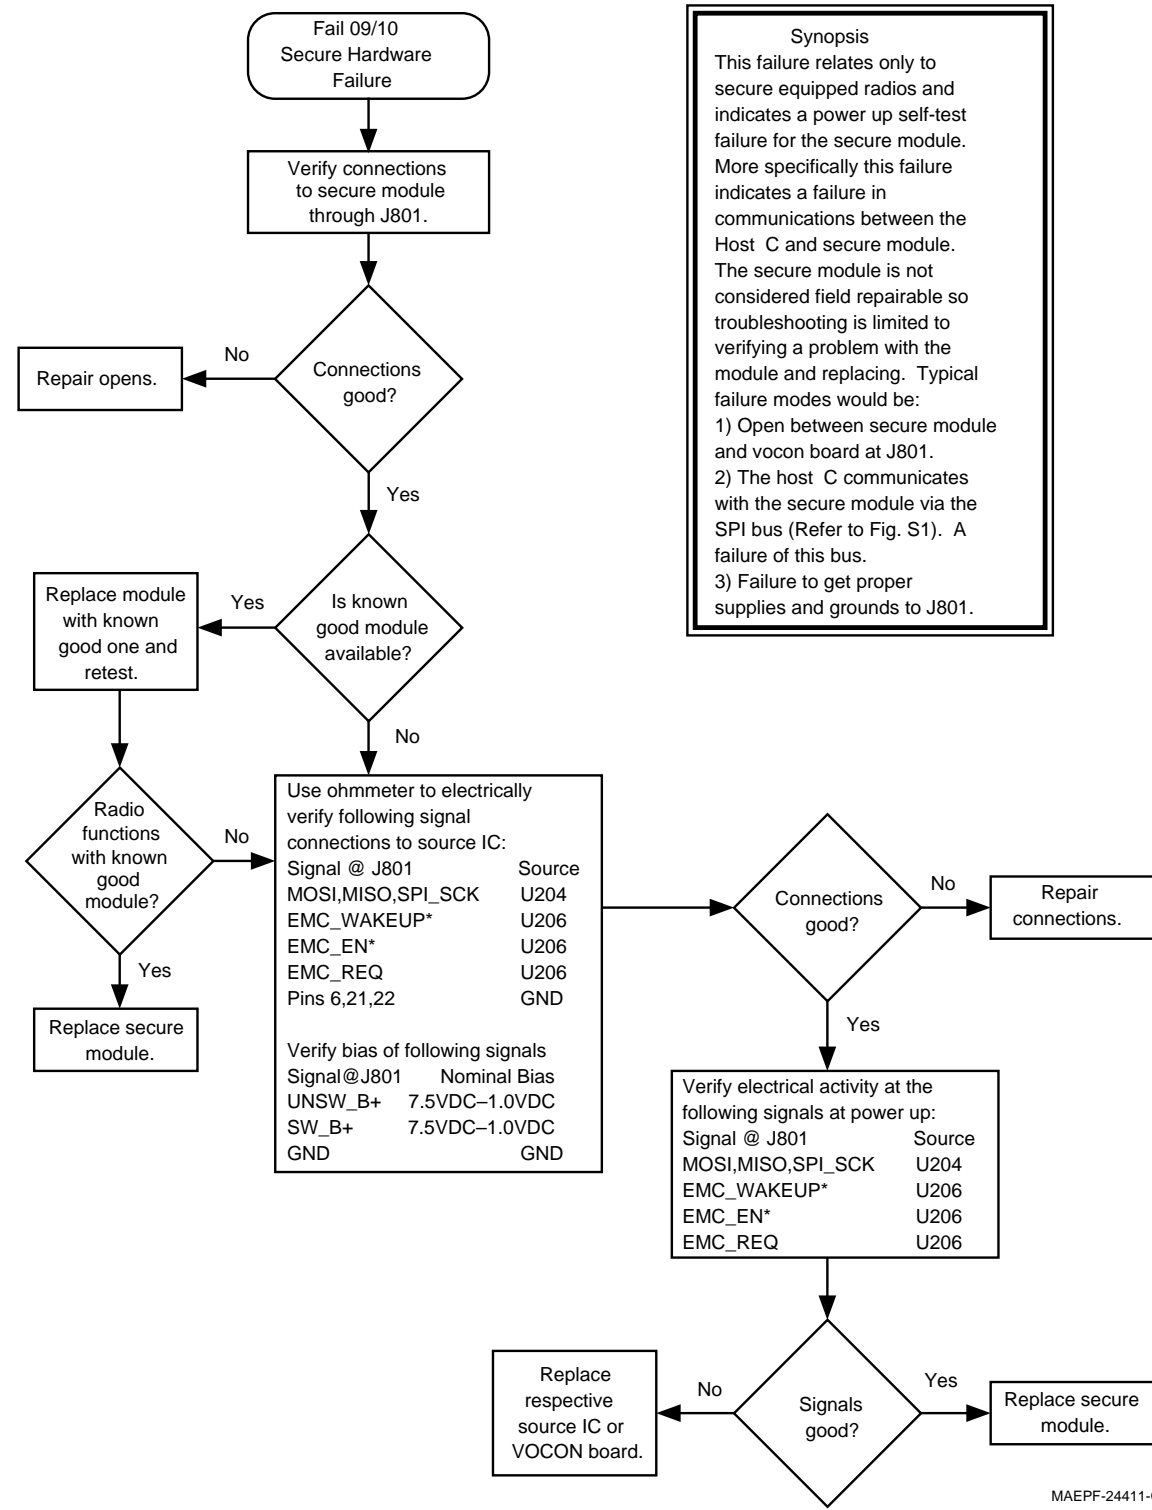 Fail 09/10
Secure Hardware
Failure
Verify connections
to secure module
through J801.
Connections
good?
No
Repair opens.
Yes
Is known
good module
available?
Yes
Replace module
with known
good one and
retest.
No
Radio
functions
with known
good
module?
No
Yes
Replace secure
module.
Use ohmmeter to electrically
verify following signal
connections to source IC:
Signal @ J801 Source
MOSI,MISO,SPI_SCK U204
EMC_WAKEUP* U206
EMC_EN* U206
EMC_REQ U206
Pins 6,21,22 GND
Verify bias of following signals
Signal@J801 Nominal Bias
UNSW_B+ 7.5VDC–1.0VDC
SW_B+ 7.5VDC–1.0VDC
GND GND
Connections
good?
No
Repair
connections.
Yes
Verify electrical activity at the
following signals at power up:
Signal @ J801 Source
MOSI,MISO,SPI_SCK U204
EMC_WAKEUP* U206
EMC_EN* U206
EMC_REQ U206
Signals
good?
No
Replace
respective
source IC or
VOCON board.
Yes
Replace secure
module.
Synopsis
This failure relates only to
secure equipped radios and
indicates a power up self-test
failure for the secure module.
More specifically this failure
indicates a failure in
communications between the
Host C and secure module.
The secure module is not
considered field repairable so
troubleshooting is limited to
verifying a problem with the
module and replacing. Typical
failure modes would be:
1) Open between secure module
and vocon board at J801.
2) The host C communicates
with the secure module via the
SPI bus (Refer to Fig. S1). A
failure of this bus.
3) Failure to get proper
supplies and grounds to J801.
MAEPF-24411-